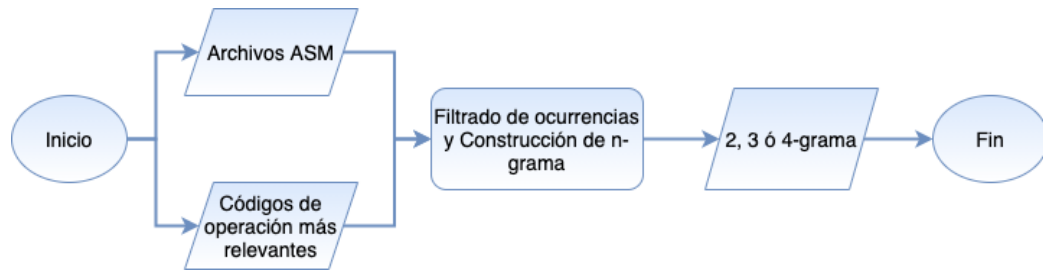 Archivos ASM
Inicio
Códigos de
operación más
relevantes
Filtrado de ocurrencias
y Construcción de n-
grama
2, 3 ó 4-grama
Fin